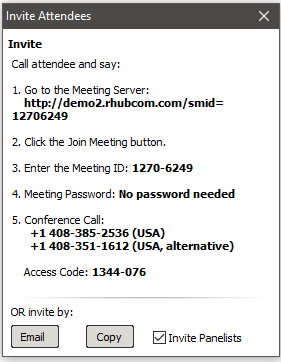 Invite Attendees
Invite
Call attendee and say:
1. Go to the Meeting Server:
http://demo2.rhubcom.com/smid=
12706249
2. Click the Join Meeting button.
3. Enter the Meeting ID: 1270-6249
4. Meeting Password: No password needed
5. Conference Call:
+1 408-385-2536 (USA)
+1 408-351-1612 (USA, alternative)
Access Code: 1344-076
OR invite by:
Email Copy Invite Panelists